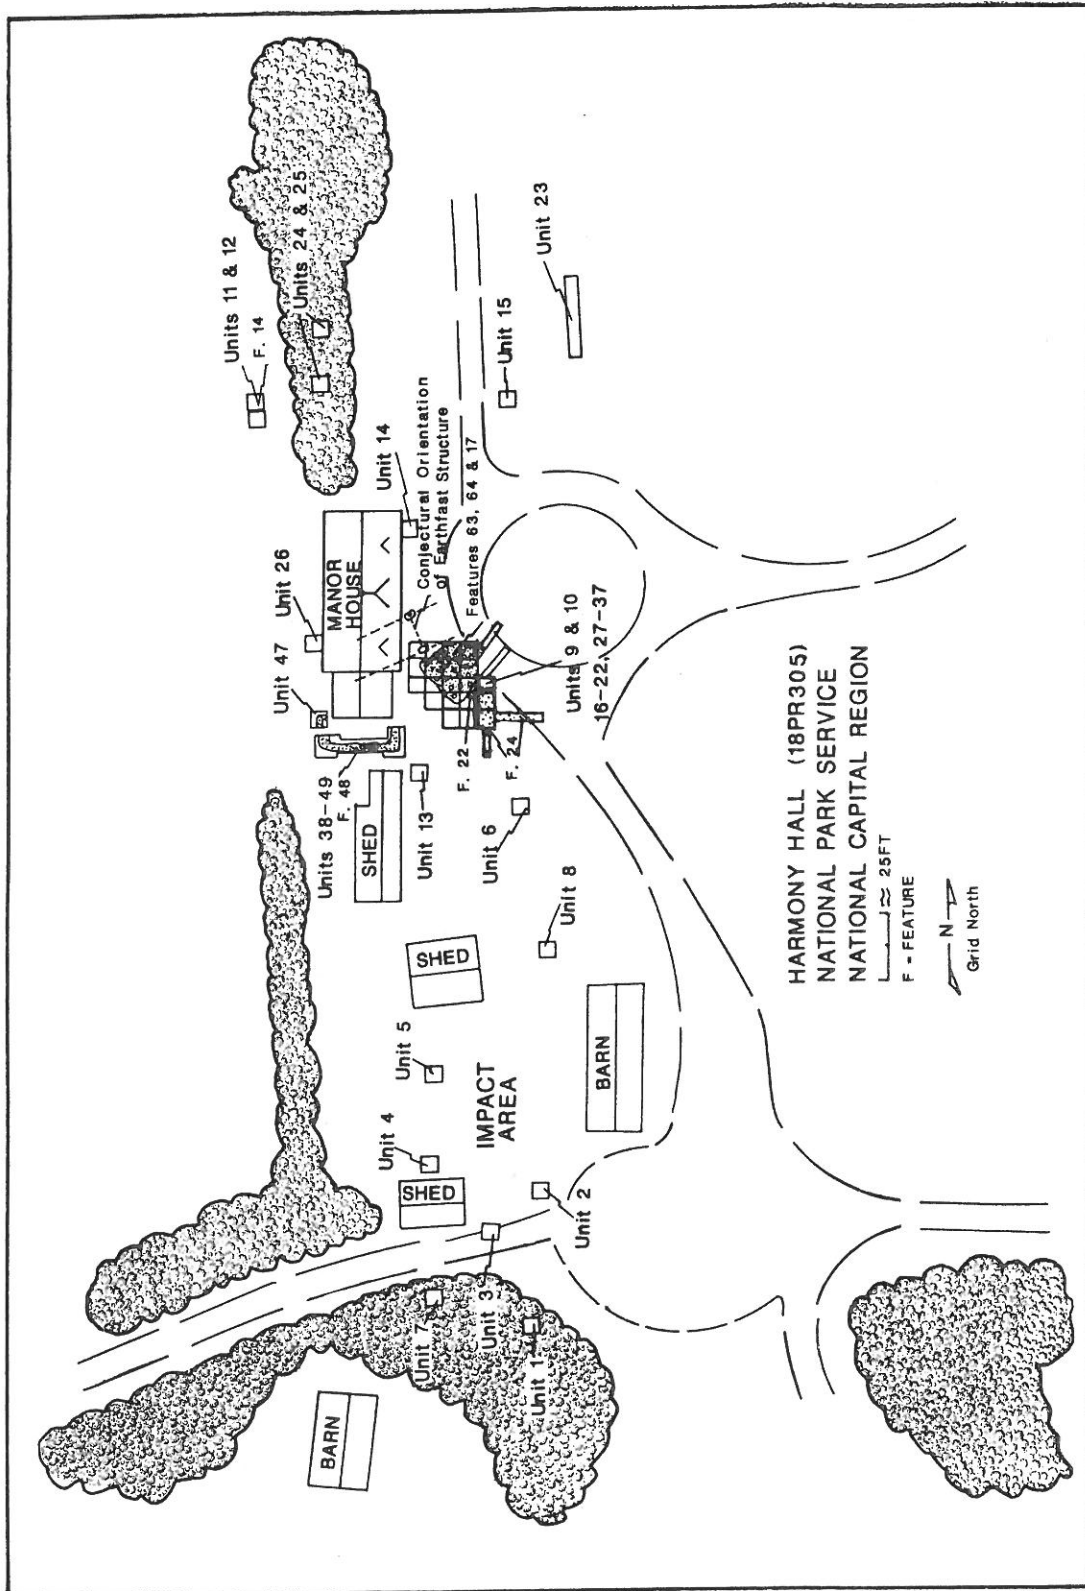 Units 11 & 12
F. 14
Units 24 & 25
Unit 23
Unit 15
Unit 14
Conjectural Orientation
of Earthfast Structure
Features 63, 64 & 17
Unit 26
MANOR
HOUSE
Unit 47
Units 38-49
F. 48
SHED
Unit 13
F. 22
F. 24
Units 9 & 10
16-22, 27-37
Unit 6
Unit 8
SHED
Unit 5
IMPACT
AREA
BARN
Unit 4
SHED
Unit 2
Unit 3
Unit 7
Unit 1
BARN
HARMONY HALL (18PR305)
NATIONAL PARK SERVICE
NATIONAL CAPITAL REGION
≈ 25FT
F = FEATURE
N
Grid North